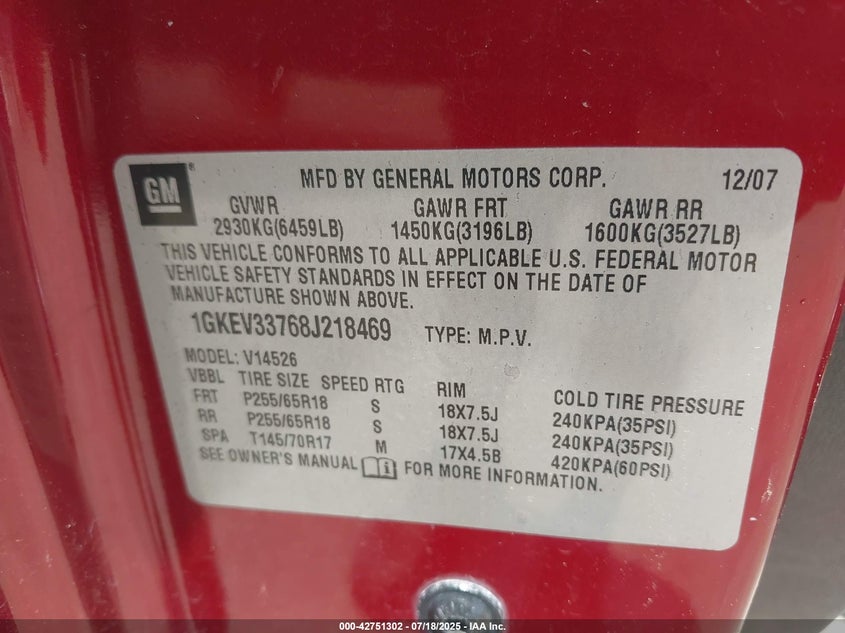 GM
MFD BY GENERAL MOTORS CORP. 12/07
GVWR GAWR FRT GAWR RR
2930KG(6459LB) 1450KG(3196LB) 1600KG(3527LB)
THIS VEHICLE CONFORMS TO ALL APPLICABLE U.S. FEDERAL MOTOR
VEHICLE SAFETY STANDARDS IN EFFECT ON THE DATE OF
MANUFACTURE SHOWN ABOVE.
1GKEV33768J218469 TYPE: M.P.V.
MODEL: V14526
VBBL TIRE SIZE SPEED RTG RIM COLD TIRE PRESSURE
FRT P255/65R18 S 18X7.5J 240KPA(35PSI)
RR P255/65R18 S 18X7.5J 240KPA(35PSI)
SPA T145/70R17 M 17X4.5B 420KPA(60PSI)
SEE OWNER'S MANUAL i FOR MORE INFORMATION.
000-42751302 - 07/18/2025 - IAA Inc.